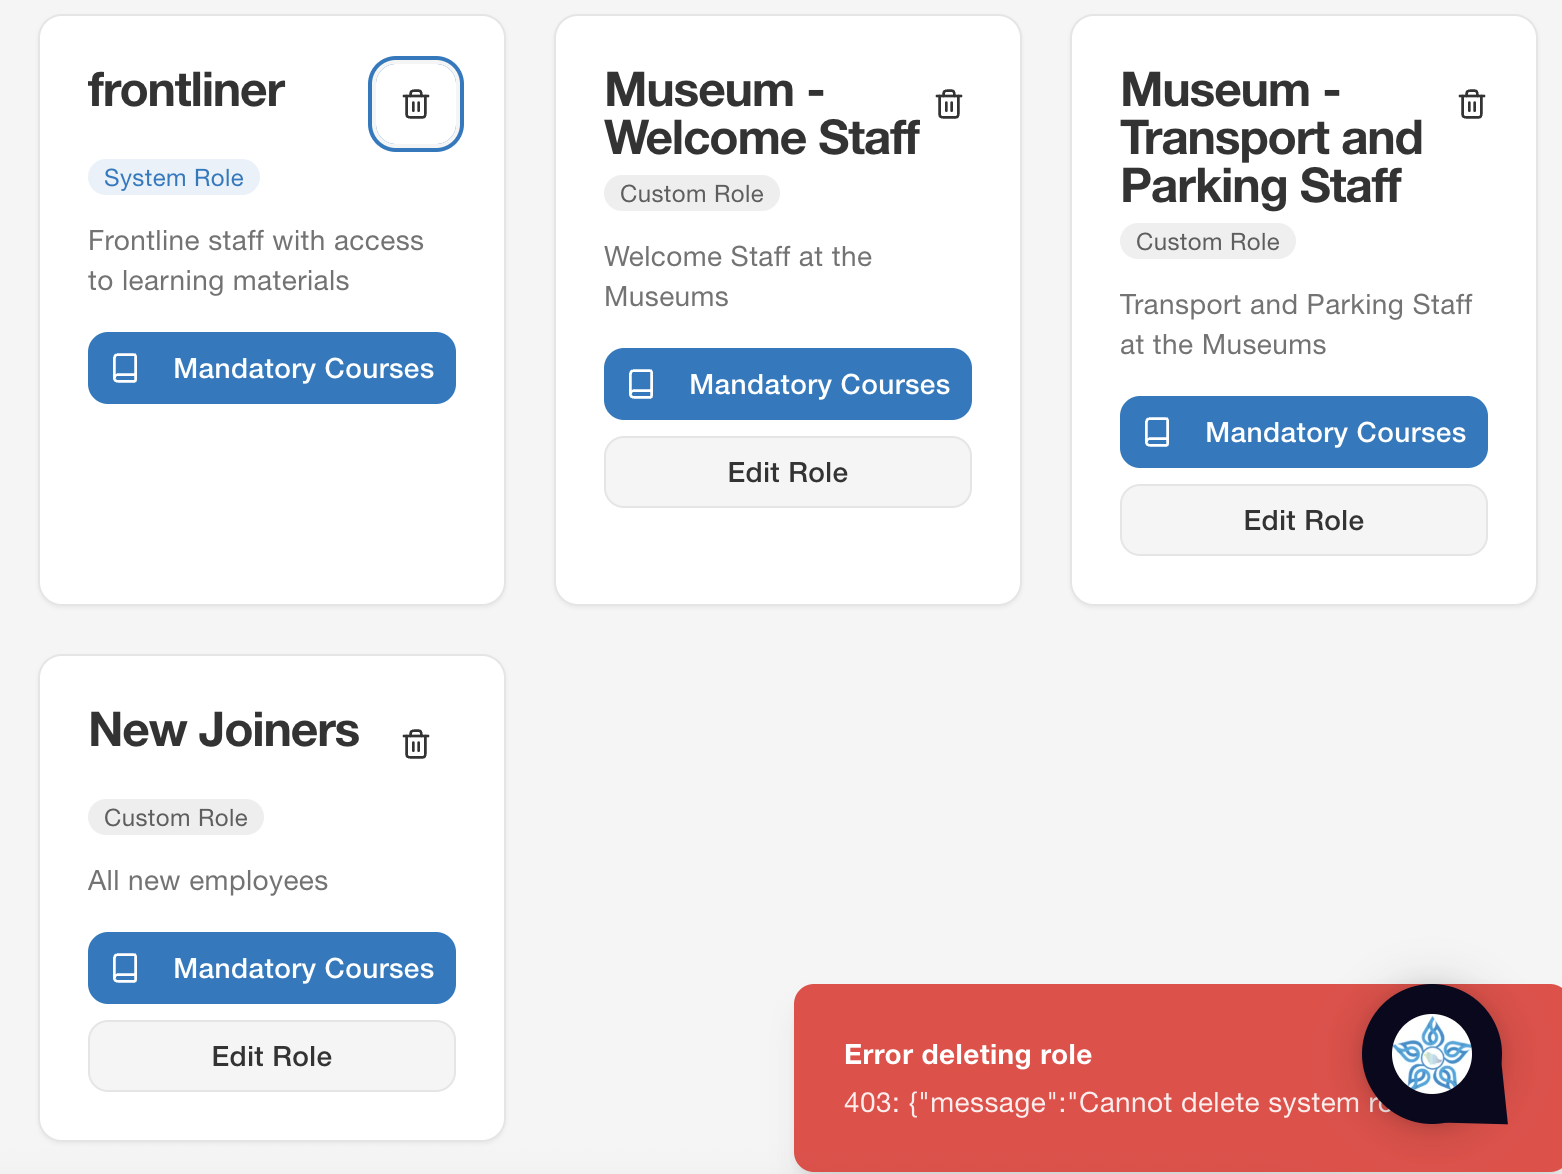 frontliner
System Role
Frontline staff with access
to learning materials
Mandatory Courses
Museum -
Welcome Staff
Custom Role
Welcome Staff at the
Museums
Mandatory Courses
Edit Role
Museum -
Transport and
Parking Staff
Custom Role
Transport and Parking Staff
at the Museums
Mandatory Courses
Edit Role
New Joiners
Custom Role
All new employees
Mandatory Courses
Edit Role
Error deleting role
403: {"message":"Cannot delete system